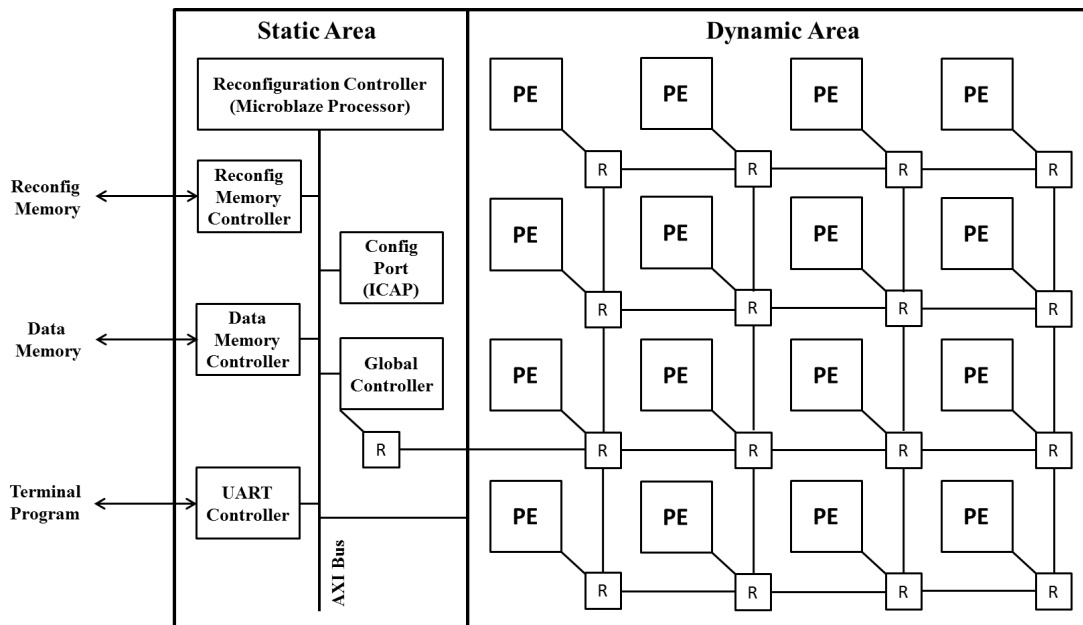 Static Area
Dynamic Area
Reconfiguration Controller
(Microblaze Processor)
Reconfig
Memory
Reconfig
Memory
Controller
Config
Port
(ICAP)
Data
Memory
Data
Memory
Controller
Global
Controller
R
Terminal
Program
UART
Controller
AXI Bus
PE
PE
PE
PE
R
R
R
R
PE
PE
PE
PE
R
R
R
R
PE
PE
PE
PE
R
R
R
R
PE
PE
PE
PE
R
R
R
R